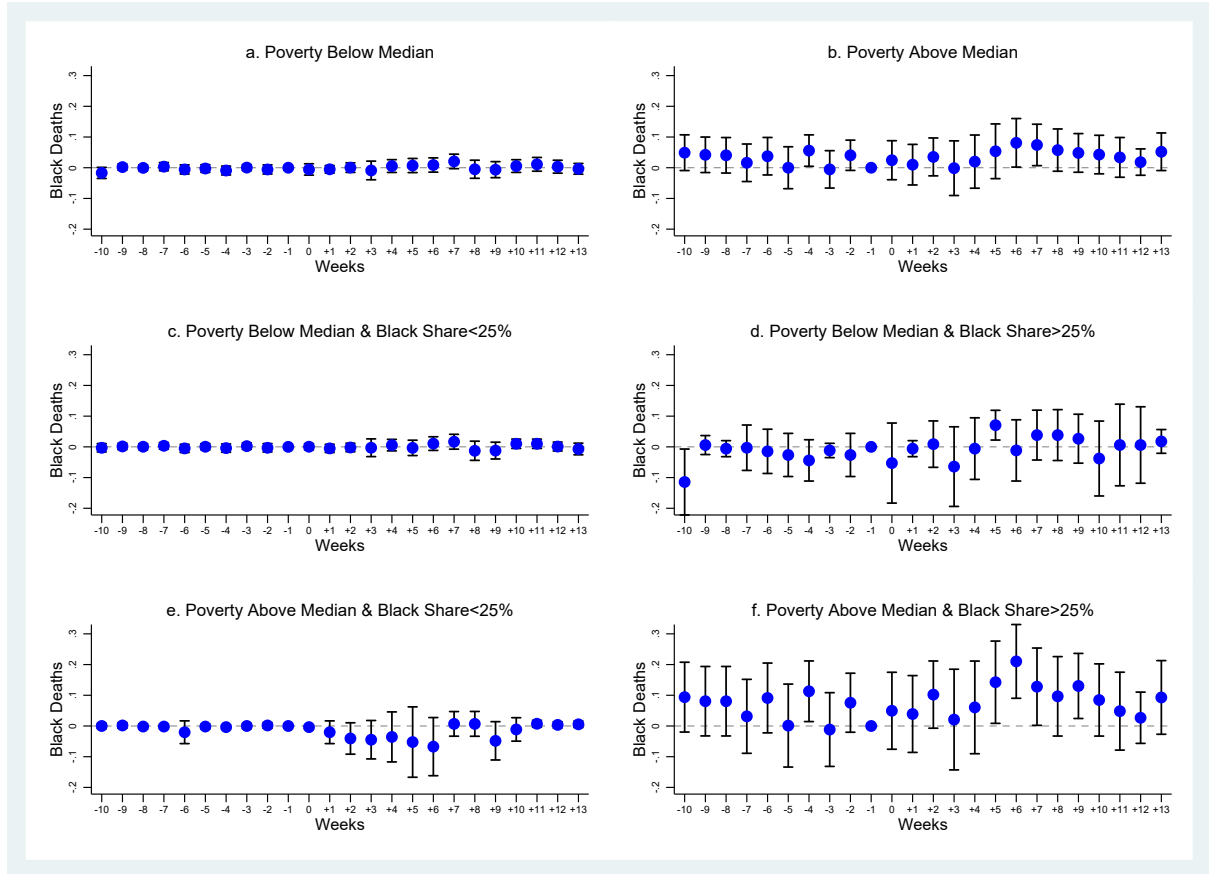 a. Poverty Below Median
Black Deaths
.3
.2
.1
0
-.1
-.2
-10 -9 -8 -7 -6 -5 -4 -3 -2 -1 0 +1 +2 +3 +4 +5 +6 +7 +8 +9 +10 +11 +12 +13
Weeks
b. Poverty Above Median
Black Deaths
.3
.2
.1
0
-.1
-.2
-10 -9 -8 -7 -6 -5 -4 -3 -2 -1 0 +1 +2 +3 +4 +5 +6 +7 +8 +9 +10 +11 +12 +13
Weeks
c. Poverty Below Median & Black Share<25%
Black Deaths
.3
.2
.1
0
-.1
-.2
-10 -9 -8 -7 -6 -5 -4 -3 -2 -1 0 +1 +2 +3 +4 +5 +6 +7 +8 +9 +10 +11 +12 +13
Weeks
d. Poverty Below Median & Black Share>25%
Black Deaths
.3
.2
.1
0
-.1
-.2
-10 -9 -8 -7 -6 -5 -4 -3 -2 -1 0 +1 +2 +3 +4 +5 +6 +7 +8 +9 +10 +11 +12 +13
Weeks
e. Poverty Above Median & Black Share<25%
Black Deaths
.3
.2
.1
0
-.1
-.2
-10 -9 -8 -7 -6 -5 -4 -3 -2 -1 0 +1 +2 +3 +4 +5 +6 +7 +8 +9 +10 +11 +12 +13
Weeks
f. Poverty Above Median & Black Share>25%
Black Deaths
.3
.2
.1
0
-.1
-.2
-10 -9 -8 -7 -6 -5 -4 -3 -2 -1 0 +1 +2 +3 +4 +5 +6 +7 +8 +9 +10 +11 +12 +13
Weeks